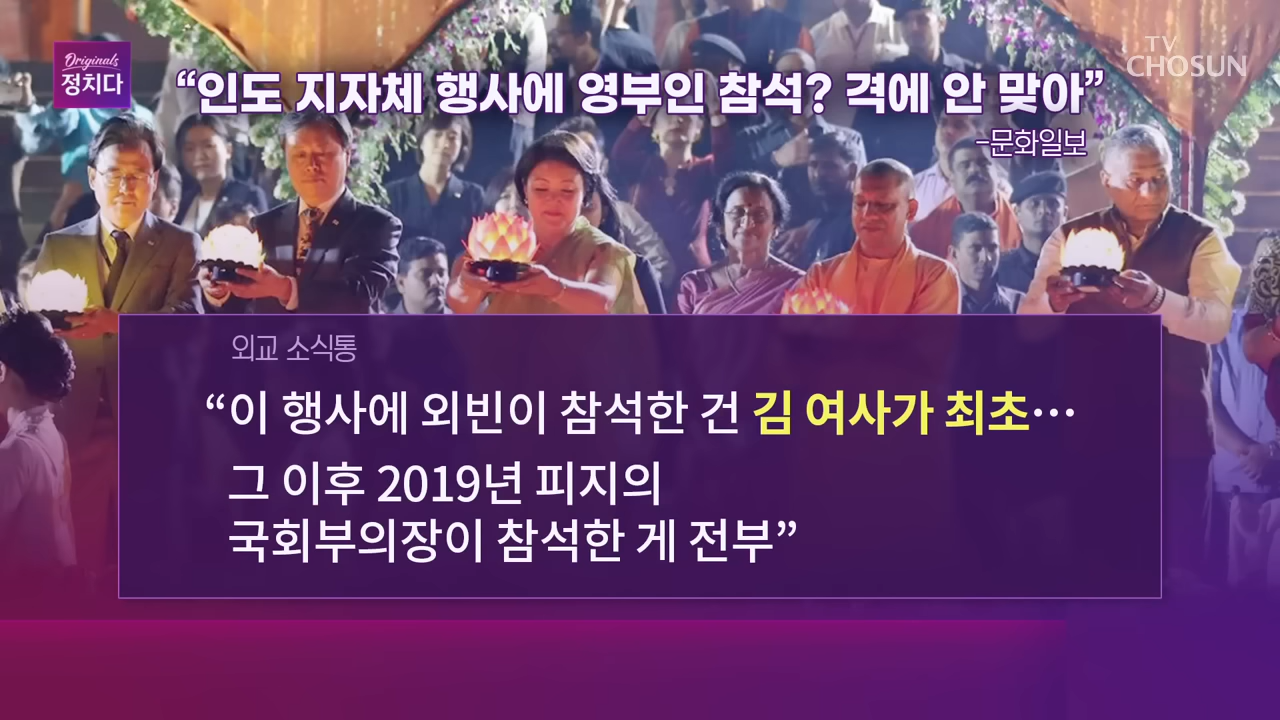 Originals
정치다
TV
CHOSUN
“인도 지자체 행사에 영부인 참석? 격에 안 맞아”
-문화일보
외교 소식통
“이 행사에 외빈이 참석한 건 김 여사가 최초…
그 이후 2019년 피지의
국회부의장이 참석한 게 전부”